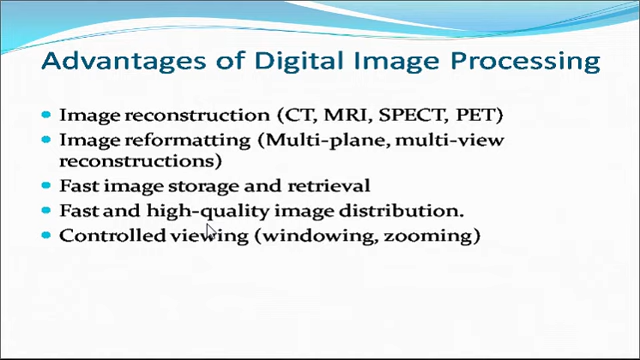 Advantages of Digital Image Processing
• Image reconstruction (CT, MRI, SPECT, PET)
• Image reformatting (Multi-plane, multi-view
reconstructions)
• Fast image storage and retrieval
• Fast and high-quality image distribution.
• Controlled viewing (windowing, zooming)